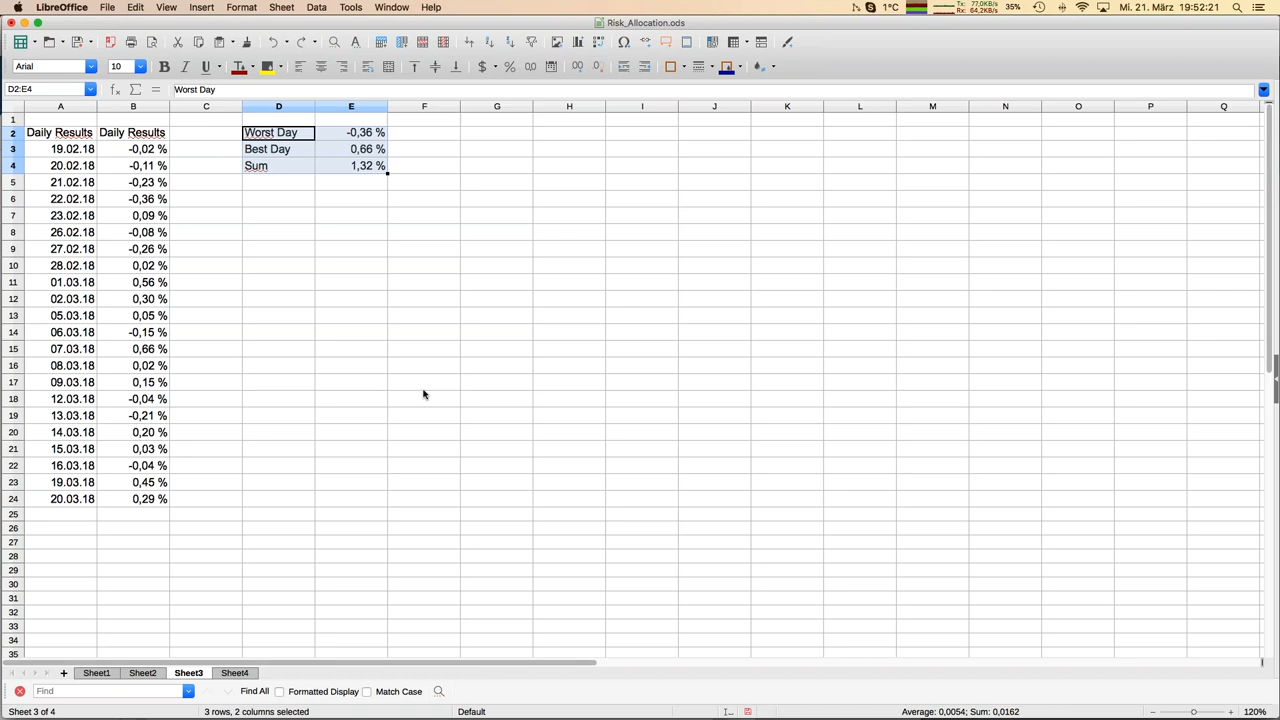 LibreOffice File Edit View Insert Format Sheet Data Tools Window Help 1°C Tx: 77,0KB/s Rx: 64,2KB/s 35% Mi. 21. März 19:52:21
Risk_Allocation.ods
Arial 10
D2:E4 Worst Day
A B C D E F G H I J K L M N O P Q
1
2 Daily Results Daily Results Worst Day -0,36 %
3 19.02.18 -0,02 % Best Day 0,66 %
4 20.02.18 -0,11 % Sum 1,32 %
5 21.02.18 -0,23 %
6 22.02.18 -0,36 %
7 23.02.18 0,09 %
8 26.02.18 -0,08 %
9 27.02.18 -0,26 %
10 28.02.18 0,02 %
11 01.03.18 0,56 %
12 02.03.18 0,30 %
13 05.03.18 0,05 %
14 06.03.18 -0,15 %
15 07.03.18 0,66 %
16 08.03.18 0,02 %
17 09.03.18 0,15 %
18 12.03.18 -0,04 %
19 13.03.18 -0,21 %
20 14.03.18 0,20 %
21 15.03.18 0,03 %
22 16.03.18 -0,04 %
23 19.03.18 0,45 %
24 20.03.18 0,29 %
25
26
27
28
29
30
31
32
33
34
35
Sheet1 Sheet2 Sheet3 Sheet4
Find Find All Formatted Display Match Case
Sheet 3 of 4 3 rows, 2 columns selected Default Average: 0,0054; Sum: 0,0162 120%